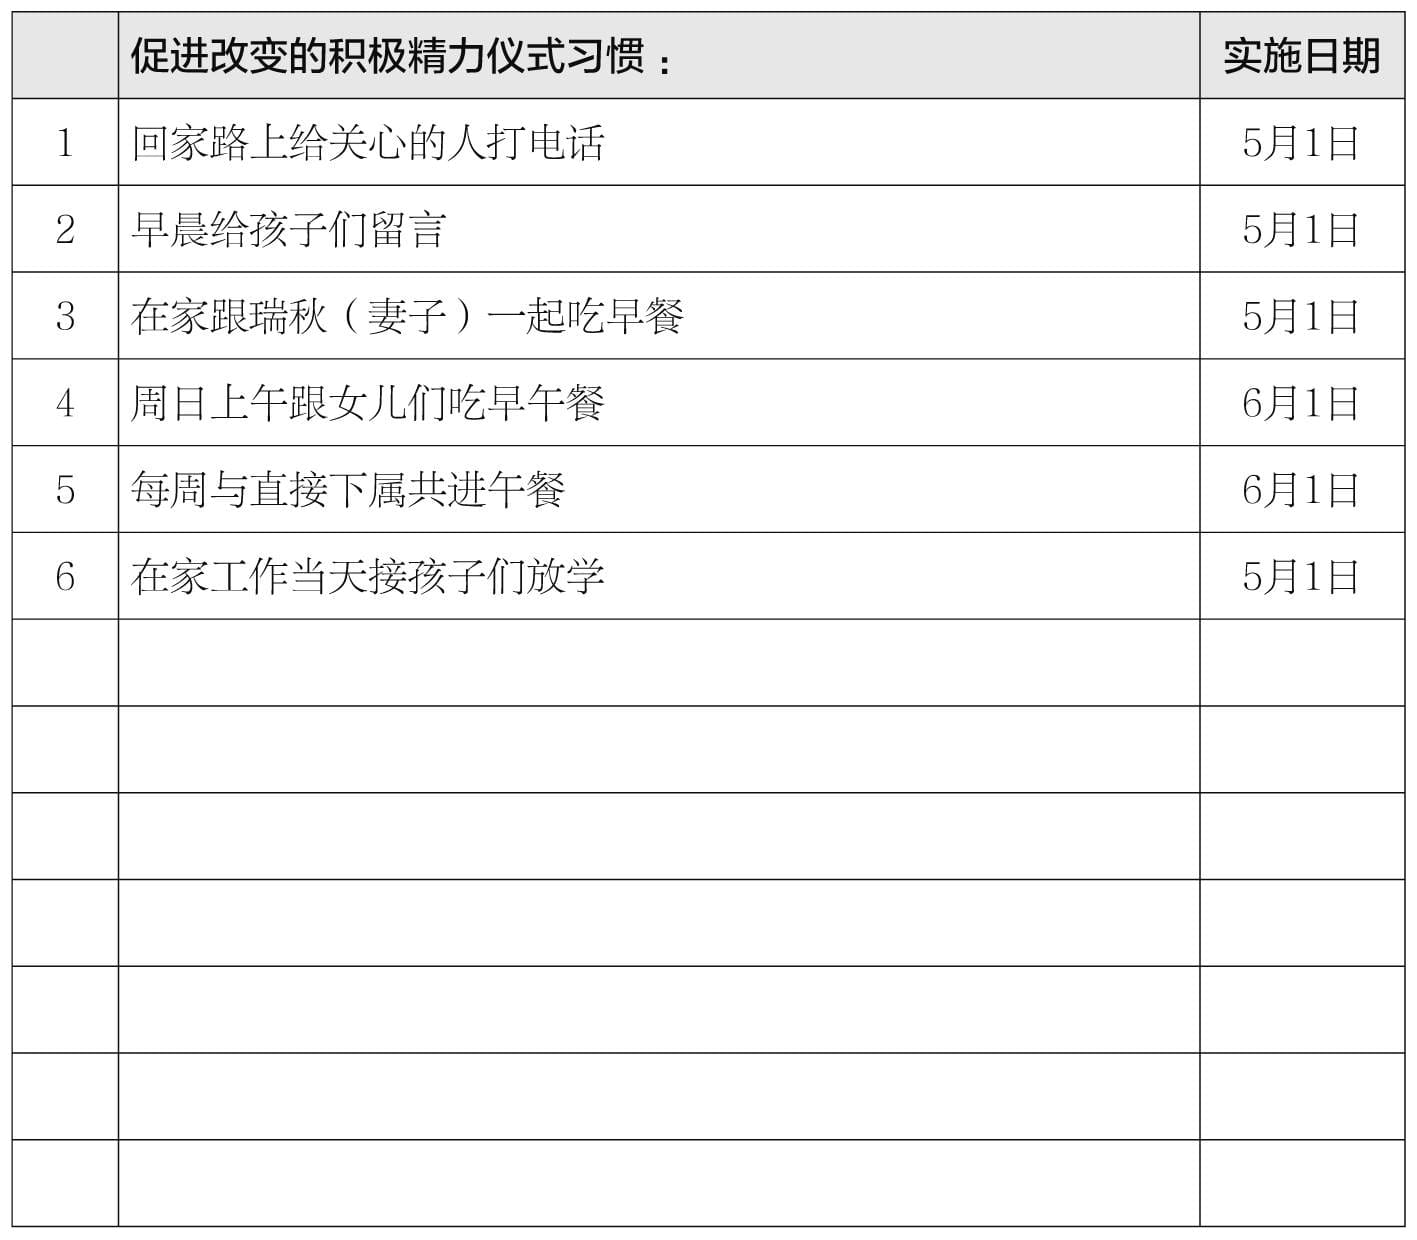 促进改变的积极精力仪式习惯： 实施日期
1 回家路上给关心的人打电话 5月1日
2 早晨给孩子们留言 5月1日
3 在家跟瑞秋（妻子）一起吃早餐 5月1日
4 周日上午跟女儿们吃早午餐 6月1日
5 每周与直接下属共进午餐 6月1日
6 在家工作当天接孩子们放学 5月1日